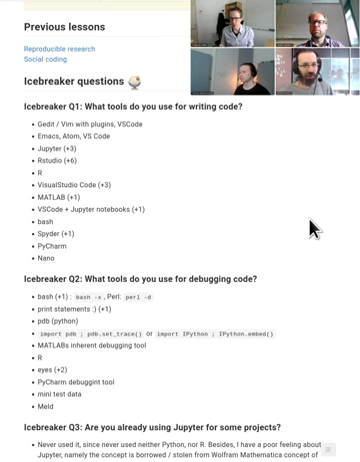 Previous lessons
Reproducible research
Social coding
Icebreaker questions
Icebreaker Q1: What tools do you use for writing code?
Gedit / Vim with plugins, VSCode
Emacs, Atom, VS Code
Jupyter (+3)
Rstudio (+6)
R
VisualStudio Code (+3)
MATLAB (+1)
VSCode + Jupyter notebooks (+1)
bash
Spyder (+1)
PyCharm
Nano
Icebreaker Q2: What tools do you use for debugging code?
bash (+1) : bash -x , Perl: perl -d
print statements :) (+1)
pdb (python)
import pdb ; pdb.set_trace() or import IPython ; IPython.embed()
MATLABs inherent debugging tool
R
eyes (+2)
PyCharm debuggint tool
mini test data
Meld
Icebreaker Q3: Are you already using Jupyter for some projects?
Never used it, since never used neither Python, nor R. Besides, I have a poor feeling about
Jupyter, namely the concept is borrowed / stolen from Wolfram Mathematica concept of